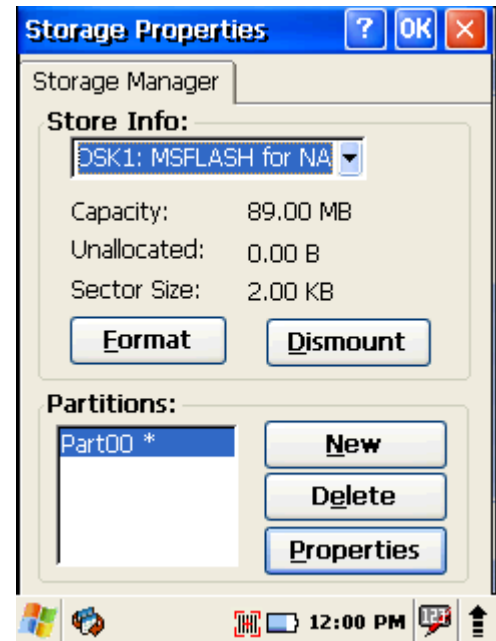 Storage Properties ? OK
Storage Manager
Store Info:
DSK1: MSFLASH for NA
Capacity: 89.00 MB
Unallocated: 0.00 B
Sector Size: 2.00 KB
Format Dismount
Partitions:
Part00 * New
Delete
Properties
12:00 PM 123